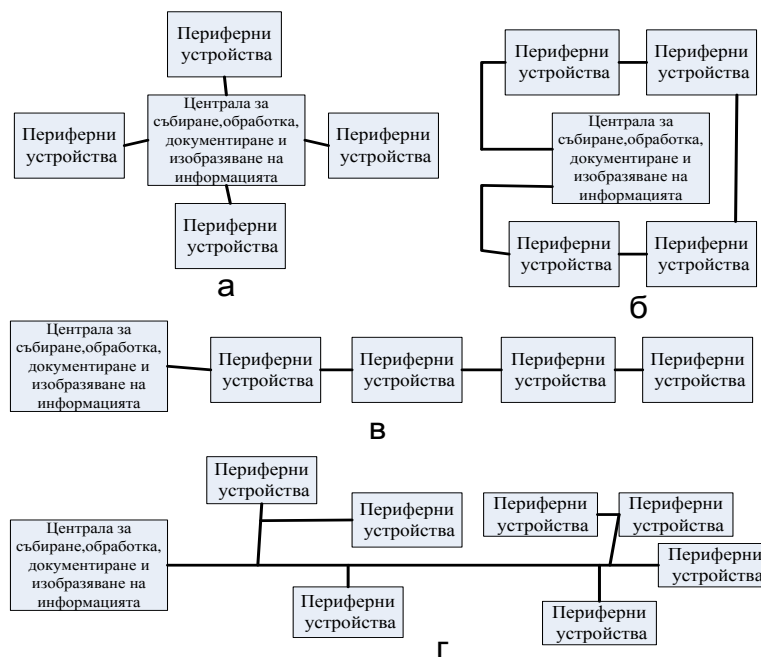 Периферни
устройства
Периферни
устройства
Централа за
събиране,обработка,
документиране и
изобразяване на
информацията
Периферни
устройства
Периферни
устройства
а
Периферни
устройства
Периферни
устройства
Централа за
събиране,обработка,
документиране и
изобразяване на
информацията
Периферни
устройства
Периферни
устройства
б
Централа за
събиране,обработка,
документиране и
изобразяване на
информацията
Периферни
устройства
Периферни
устройства
Периферни
устройства
Периферни
устройства
в
Централа за
събиране,обработка,
документиране и
изобразяване на
информацията
Периферни
устройства
Периферни
устройства
Периферни
устройства
Периферни
устройства
Периферни
устройства
Периферни
устройства
Периферни
устройства
г